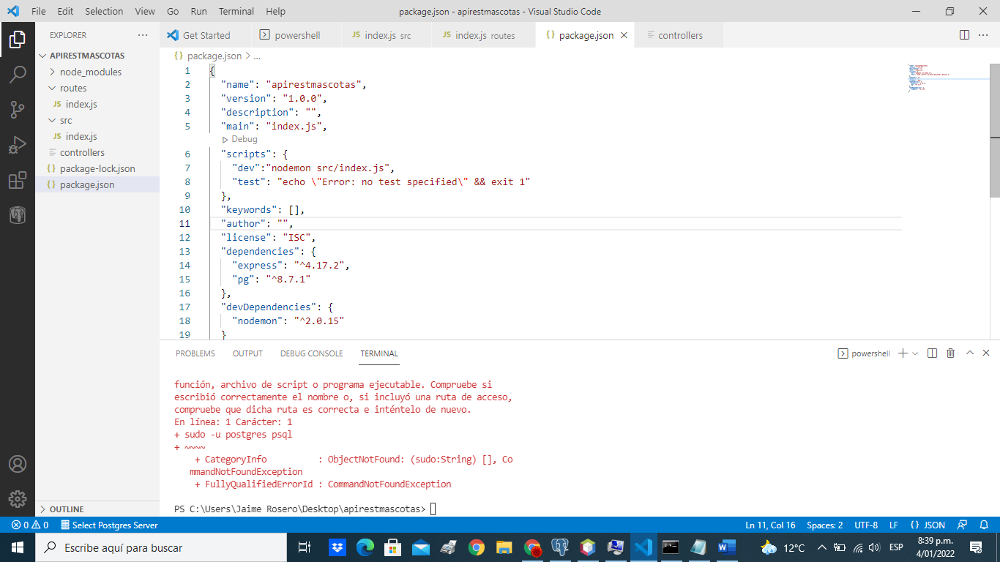 File Edit Selection View Go Run Terminal Help package.json - apirestmascotas - Visual Studio Code
EXPLORER ···
Get Started powershell index.js src index.js routes package.json controllers
APIRESTMASCOTAS
node_modules
routes
JS index.js
src
JS index.js
controllers
{} package-lock.json
{} package.json
OUTLINE
{} package.json > ...
1 {
2 "name": "apirestmascotas",
3 "version": "1.0.0",
4 "description": "",
5 "main": "index.js",
Debug
6 "scripts": {
7 "dev":"nodemon src/index.js",
8 "test": "echo \"Error: no test specified\" && exit 1"
9 },
10 "keywords": [],
11 "author": "",
12 "license": "ISC",
13 "dependencies": {
14 "express": "^4.17.2",
15 "pg": "^8.7.1"
16 },
17 "devDependencies": {
18 "nodemon": "^2.0.15"
19 }
PROBLEMS OUTPUT DEBUG CONSOLE TERMINAL powershell
función, archivo de script o programa ejecutable. Compruebe si
escribió correctamente el nombre o, si incluyó una ruta de acceso,
compruebe que dicha ruta es correcta e inténtelo de nuevo.
En línea: 1 Carácter: 1
+ sudo -u postgres psql
+ ~~~~
+ CategoryInfo : ObjectNotFound: (sudo:String) [], Co
mmandNotFoundException
+ FullyQualifiedErrorId : CommandNotFoundException
PS C:\Users\Jaime Rosero\Desktop\apirestmascotas>
0 0 Select Postgres Server Ln 11, Col 16 Spaces: 2 UTF-8 LF {} JSON
Escribe aquí para buscar 12°C ESP 8:39 p.m.
4/01/2022